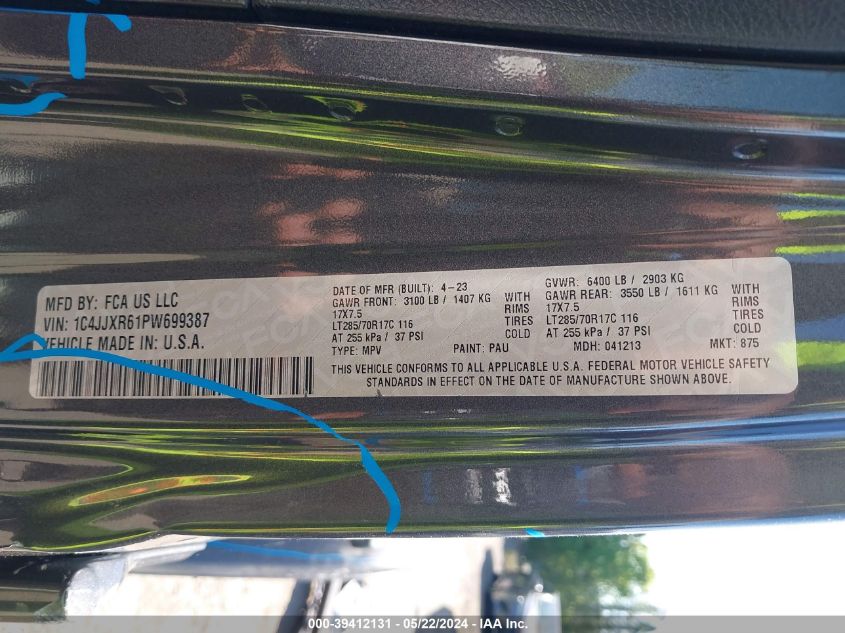 MFD BY: FCA US LLC
VIN: 1C4JJXR61PW699387
VEHICLE MADE IN: U.S.A.
DATE OF MFR (BUILT): 4-23 GVWR: 6400 LB / 2903 KG
GAWR FRONT: 3100 LB / 1407 KG WITH GAWR REAR: 3550 LB / 1611 KG WITH
17X7.5 RIMS 17X7.5 RIMS
LT285/70R17C 116 TIRES LT285/70R17C 116 TIRES
AT 255 kPa / 37 PSI COLD AT 255 kPa / 37 PSI COLD
TYPE: MPV PAINT: PAU MDH: 041213 MKT: 875
THIS VEHICLE CONFORMS TO ALL APPLICABLE U.S.A. FEDERAL MOTOR VEHICLE SAFETY
STANDARDS IN EFFECT ON THE DATE OF MANUFACTURE SHOWN ABOVE.
000-39412131 - 05/22/2024 - IAA Inc.